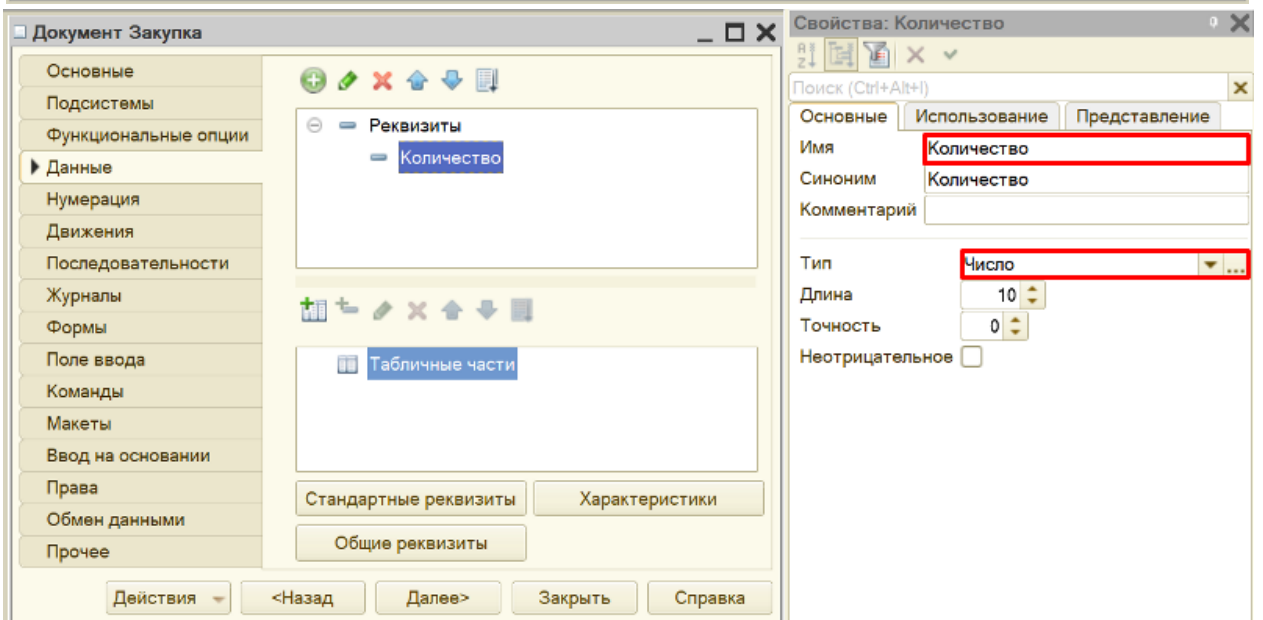 Документ Закупка
Основные
Подсистемы
Функциональные опции
Данные
Нумерация
Движения
Последовательности
Журналы
Формы
Поле ввода
Команды
Макеты
Ввод на основании
Права
Обмен данными
Прочее
Реквизиты
Количество
Табличные части
Стандартные реквизиты
Характеристики
Общие реквизиты
Действия
<Назад
Далее>
Закрыть
Справка
Свойства: Количество
Поиск (Ctrl+Alt+I)
Основные Использование Представление
Имя Количество
Синоним Количество
Комментарий
Тип Число ...
Длина 10
Точность 0
Неотрицательное